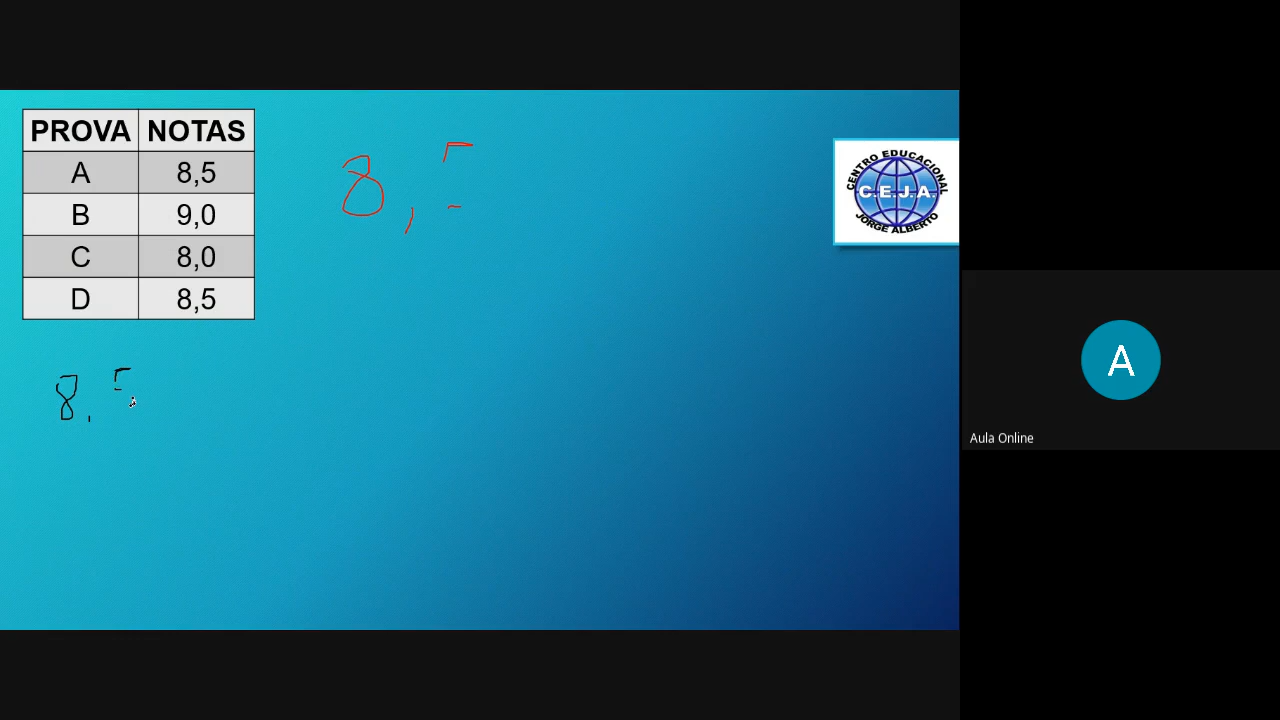 PROVA NOTAS
A 8,5
B 9,0
C 8,0
D 8,5
8,5
8,5
CENTRO EDUCACIONAL
C.E.J.A.
JORGE ALBERTO
A
Aula Online